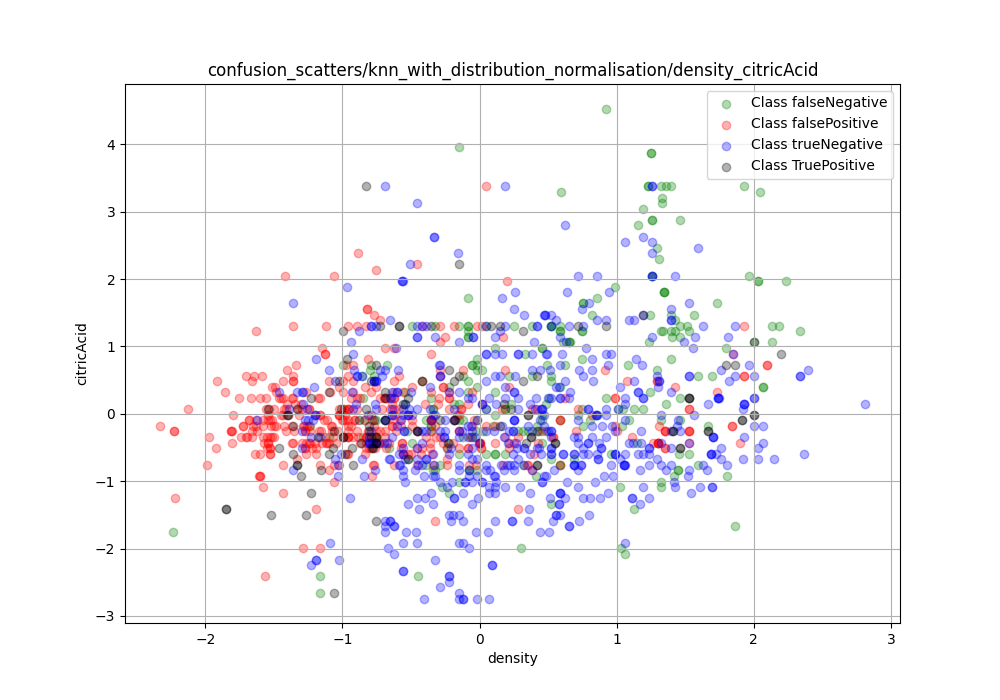 confusion_scatters/knn_with_distribution_normalisation/density_citricAcid
Class falseNegative
Class falsePositive
Class trueNegative
Class TruePositive
citricAcid
4
3
2
1
0
−1
−2
−3
−2
−1
0
1
2
3
density